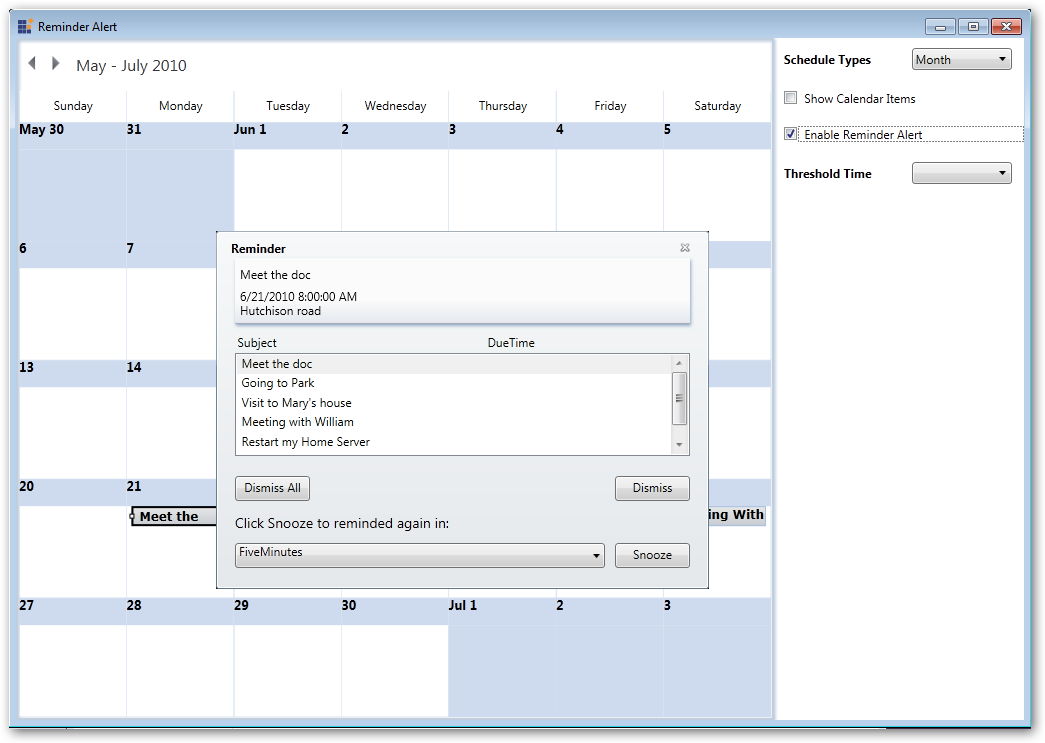 Reminder Alert
May - July 2010
Schedule Types
Month
Show Calendar Items
Enable Reminder Alert
Threshold Time
Sunday Monday Tuesday Wednesday Thursday Friday Saturday
May 30 31 Jun 1 2 3 4 5
6 7
13 14
20 21
Meet the
ing With
27 28 29 30 Jul 1 2 3
Reminder
Meet the doc
6/21/2010 8:00:00 AM
Hutchison road
Subject DueTime
Meet the doc
Going to Park
Visit to Mary's house
Meeting with William
Restart my Home Server
Dismiss All Dismiss
Click Snooze to reminded again in:
FiveMinutes Snooze